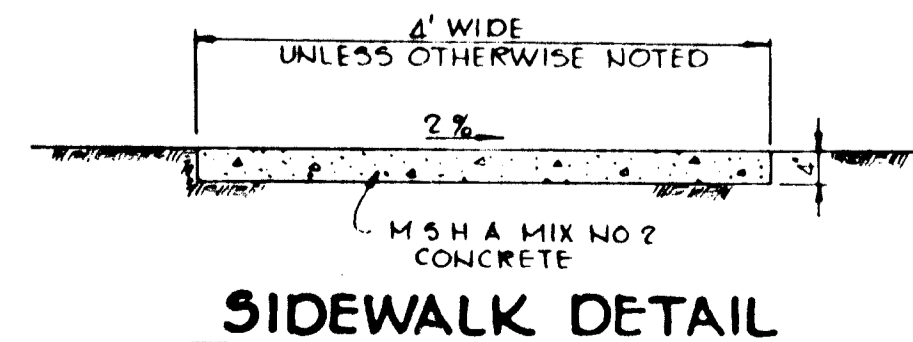 4' WIDE
UNLESS OTHERWISE NOTED
2%
4"
M S H A MIX NO 2
CONCRETE
SIDEWALK DETAIL